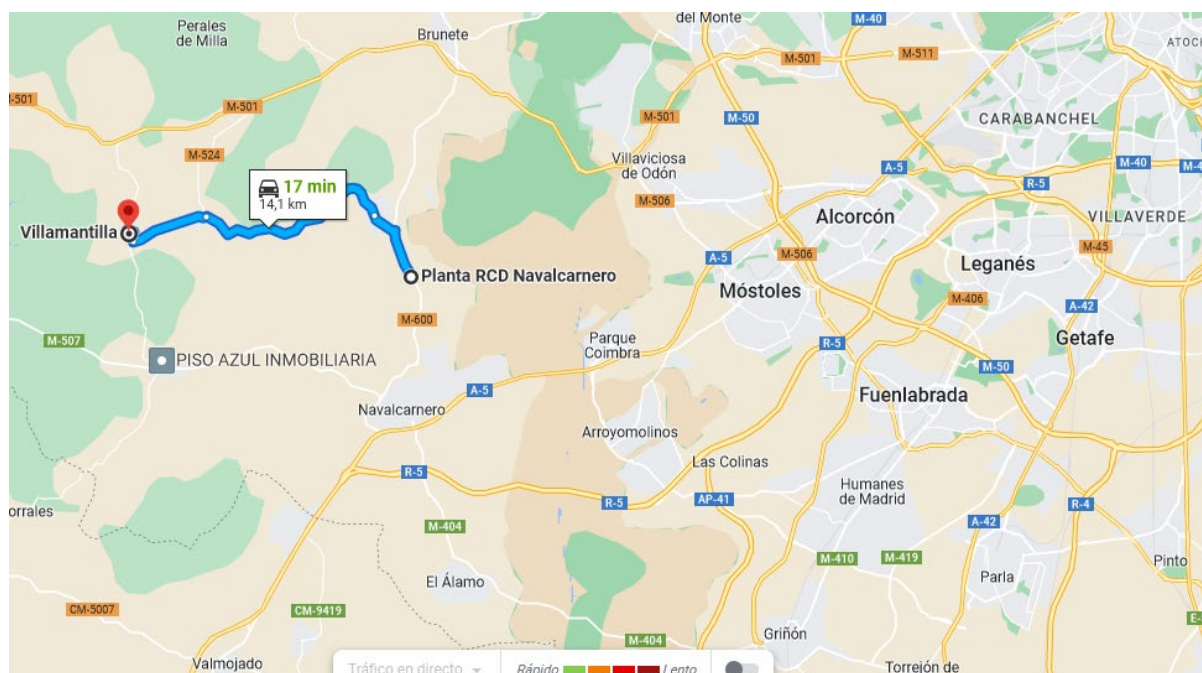 Perales
de Milla
Brunete
del Monte
M-40
ATOCH
M-501
M-511
-501
M-501
M-501
M-50
CARABANCHEL
M-524
Villaviciosa
de Odón
A-5
M-40
M-4
R-5
17 min
14,1 km
M-506
Alcorcón
VILLAVERDE
Villamantilla
M-45
M-506
A-5
Leganés
Planta RCD Navalcarnero
Móstoles
M-406
A-42
M-600
Parque
Coimbra
R-5
Getafe
M-507
PISO AZUL INMOBILIARIA
M-50
A-5
Fuenlabrada
Navalcarnero
Arroyomolinos
Las Colinas
R-5
Humanes
de Madrid
AP-41
R-5
R-4
orrales
M-404
A-42
M-410
M-419
Pinto
El Álamo
Parla
CM-5007
CM-9419
E-
M-404
Griñón
Valmojado
Torrejón de
Tráfico en directo
Rápido
Lento